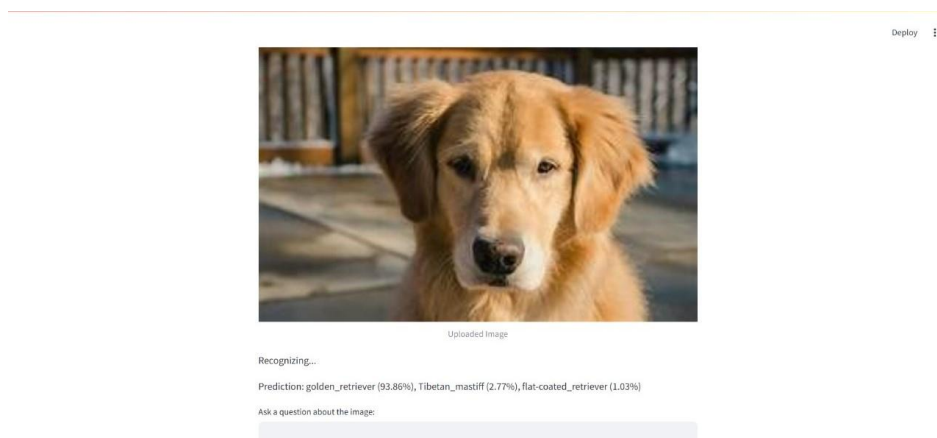 Deploy
Uploaded Image
Recognizing...
Prediction: golden_retriever (93.86%), Tibetan_mastiff (2.77%), flat-coated_retriever (1.03%)
Ask a question about the image: